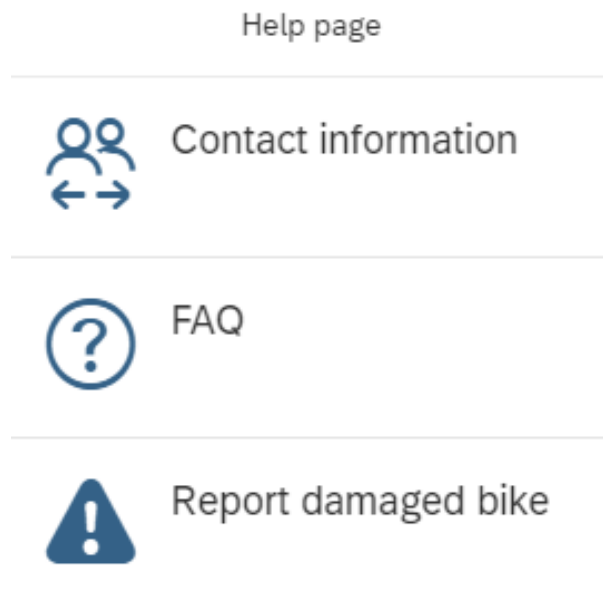 Help page
Contact information
FAQ
Report damaged bike